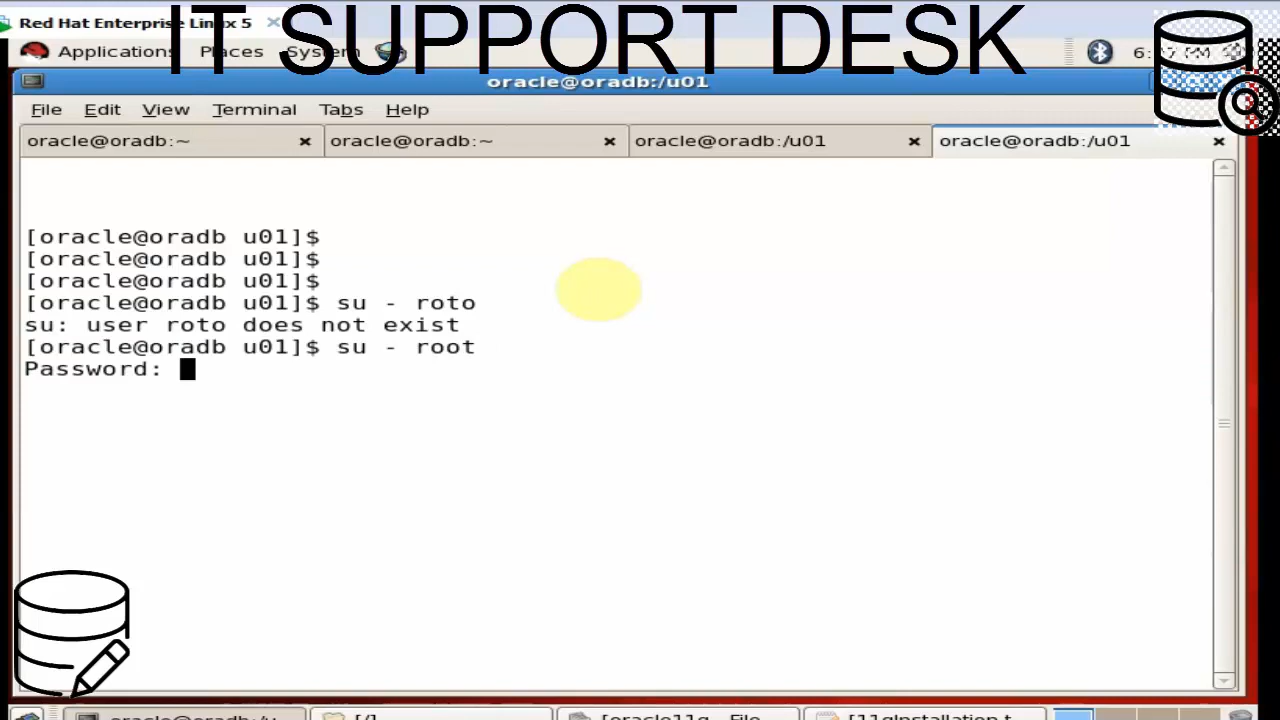 Red Hat Enterprise Linux 5
IT SUPPORT DESK
Applications Places System
oracle@oradb:/u01
File Edit View Terminal Tabs Help
oracle@oradb:~ oracle@oradb:~ oracle@oradb:/u01 oracle@oradb:/u01
[oracle@oradb u01]$
[oracle@oradb u01]$
[oracle@oradb u01]$
[oracle@oradb u01]$ su - roto
su: user roto does not exist
[oracle@oradb u01]$ su - root
Password: